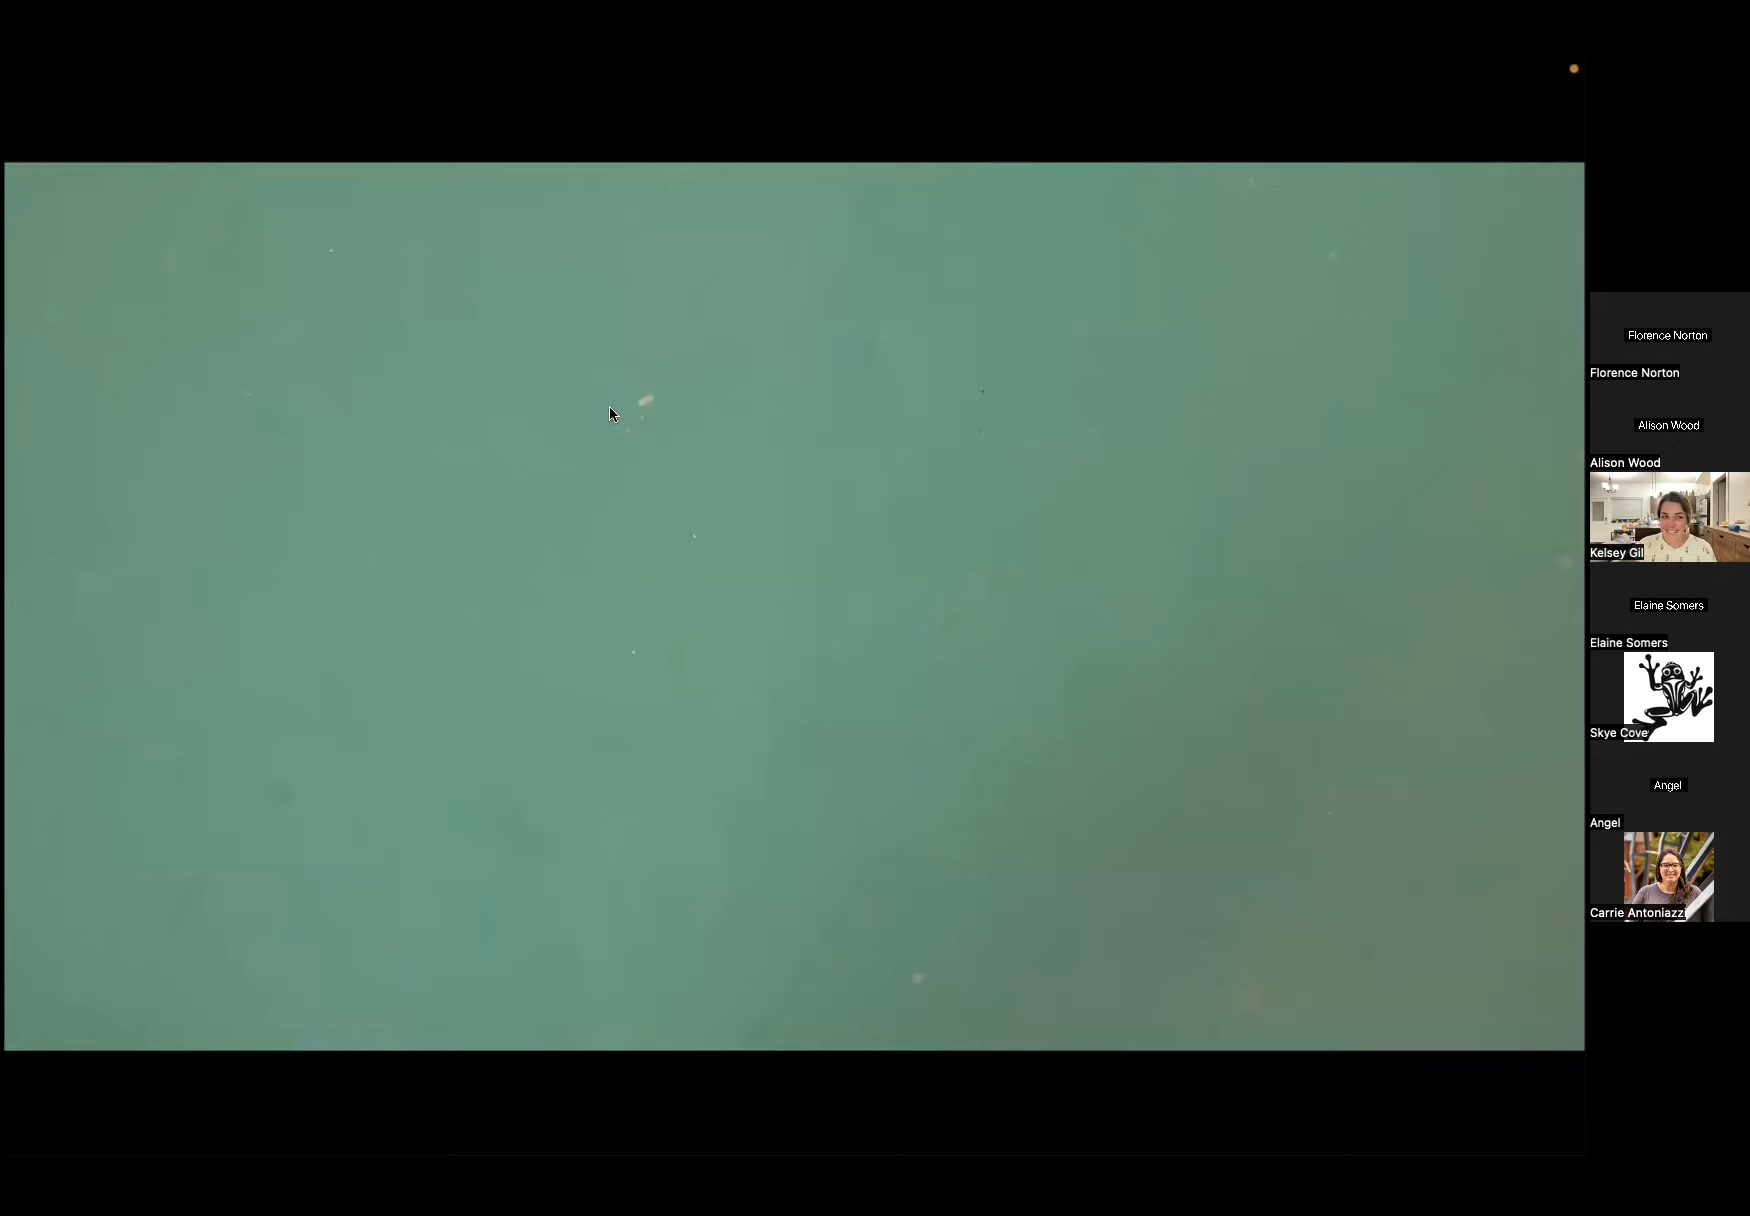 Florence Norton
Florence Norton
Alison Wood
Alison Wood
Kelsey Gil
Elaine Somers
Elaine Somers
Skye Cove
Angel
Angel
Carrie Antoniazzi